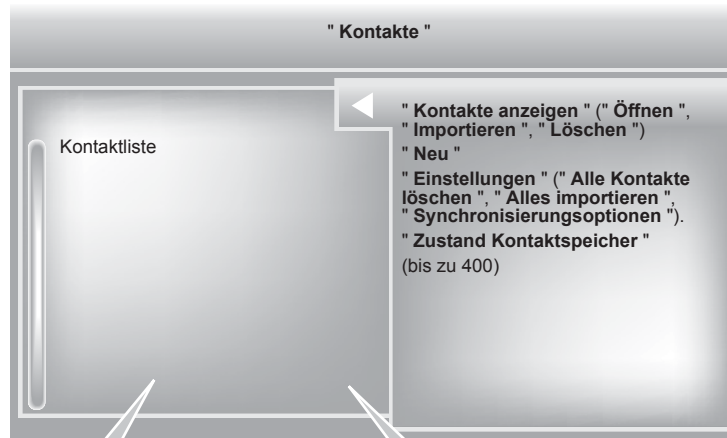 " Kontakte "
Kontaktliste
" Kontakte anzeigen " (" Öffnen ",
" Importieren ", " Löschen ")
" Neu "
" Einstellungen " (" Alle Kontakte
löschen ", " Alles importieren ",
" Synchronisierungsoptionen ").
" Zustand Kontaktspeicher "
(bis zu 400)